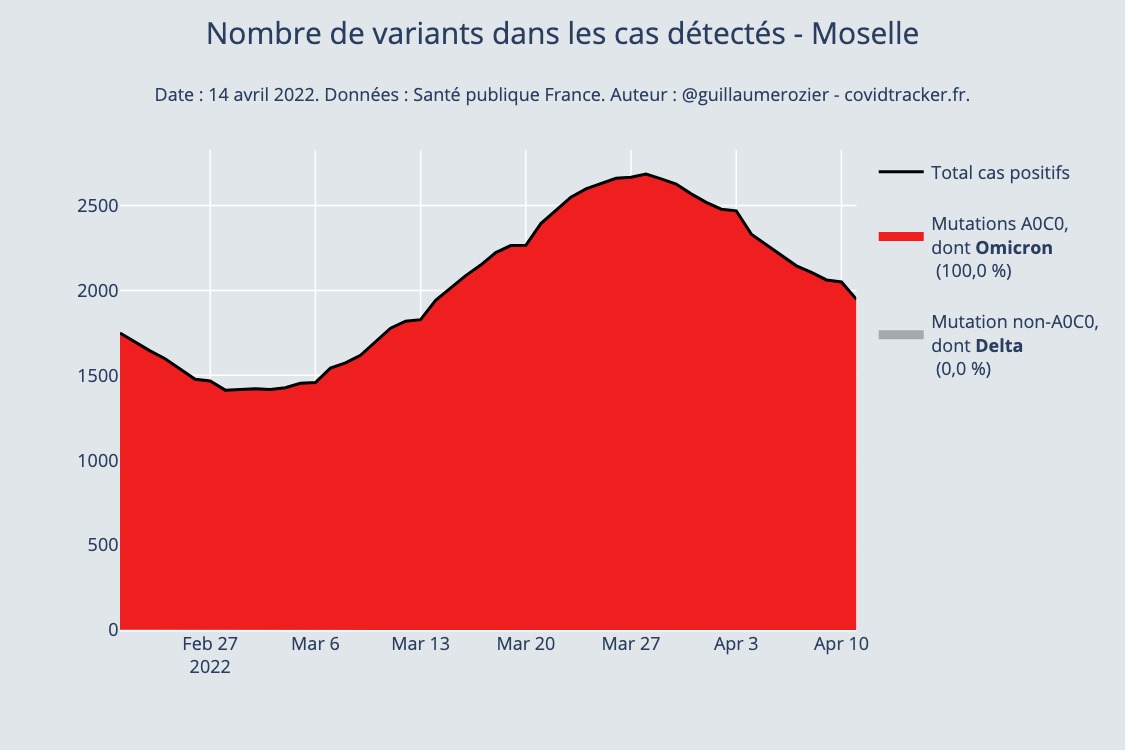 Nombre de variants dans les cas détectés - Moselle
Date : 14 avril 2022. Données : Santé publique France. Auteur : @guillaumerozier - covidtracker.fr.
2500
2000
1500
1000
500
0
Feb 27
2022
Mar 6
Mar 13
Mar 20
Mar 27
Apr 3
Apr 10
Total cas positifs
Mutations A0C0,
dont Omicron
(100,0 %)
Mutation non-A0C0,
dont Delta
(0,0 %)